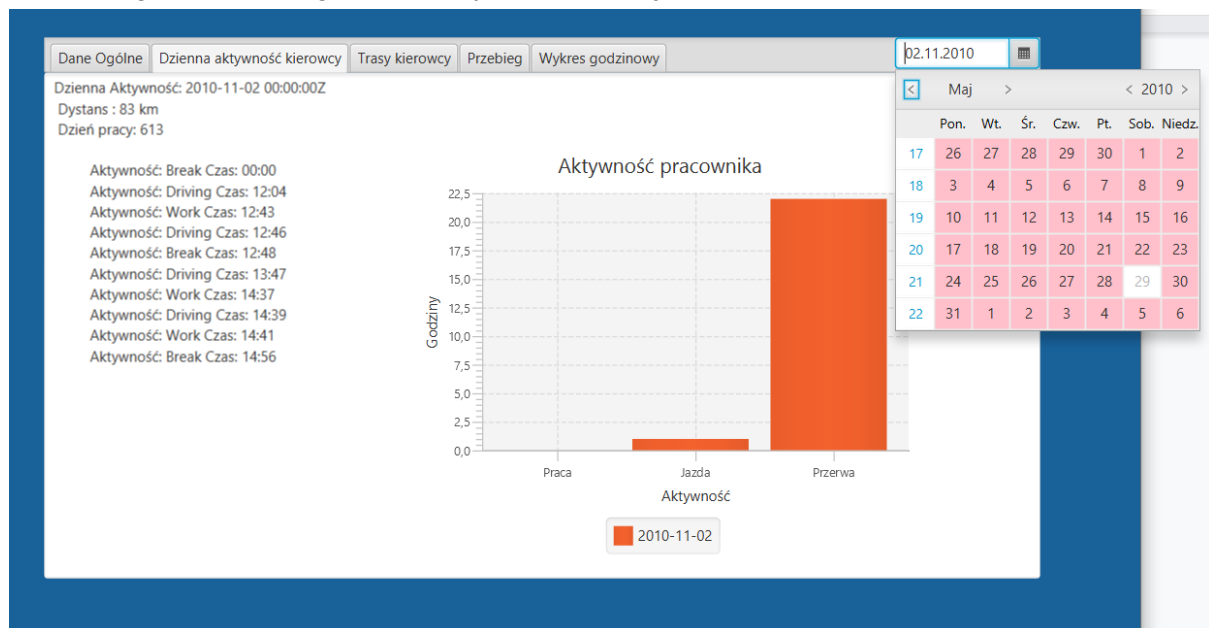 Dane Ogólne Dzienna aktywność kierowcy Trasy kierowcy Przebieg Wykres godzinowy 02.11.2010
Dzienna Aktywność: 2010-11-02 00:00:00Z
Dystans : 83 km
Dzień pracy: 613
Aktywność: Break Czas: 00:00
Aktywność: Driving Czas: 12:04
Aktywność: Work Czas: 12:43
Aktywność: Driving Czas: 12:46
Aktywność: Break Czas: 12:48
Aktywność: Driving Czas: 13:47
Aktywność: Work Czas: 14:37
Aktywność: Driving Czas: 14:39
Aktywność: Work Czas: 14:41
Aktywność: Break Czas: 14:56
Aktywność pracownika
Godziny
22,5
20,0
17,5
15,0
12,5
10,0
7,5
5,0
2,5
0,0
Praca Jazda Przerwa
Aktywność
2010-11-02
< Maj > < 2010 >
Pon. Wt. Śr. Czw. Pt. Sob. Niedz.
17 26 27 28 29 30 1 2
18 3 4 5 6 7 8 9
19 10 11 12 13 14 15 16
20 17 18 19 20 21 22 23
21 24 25 26 27 28 29 30
22 31 1 2 3 4 5 6